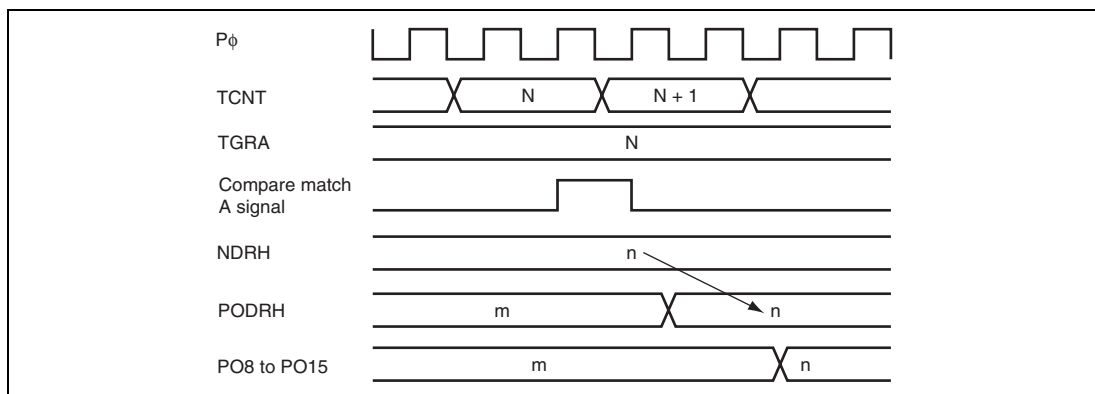 Pϕ
TCNT N N + 1
TGRA N
Compare match
A signal
NDRH n
PODRH m n
PO8 to PO15 m n